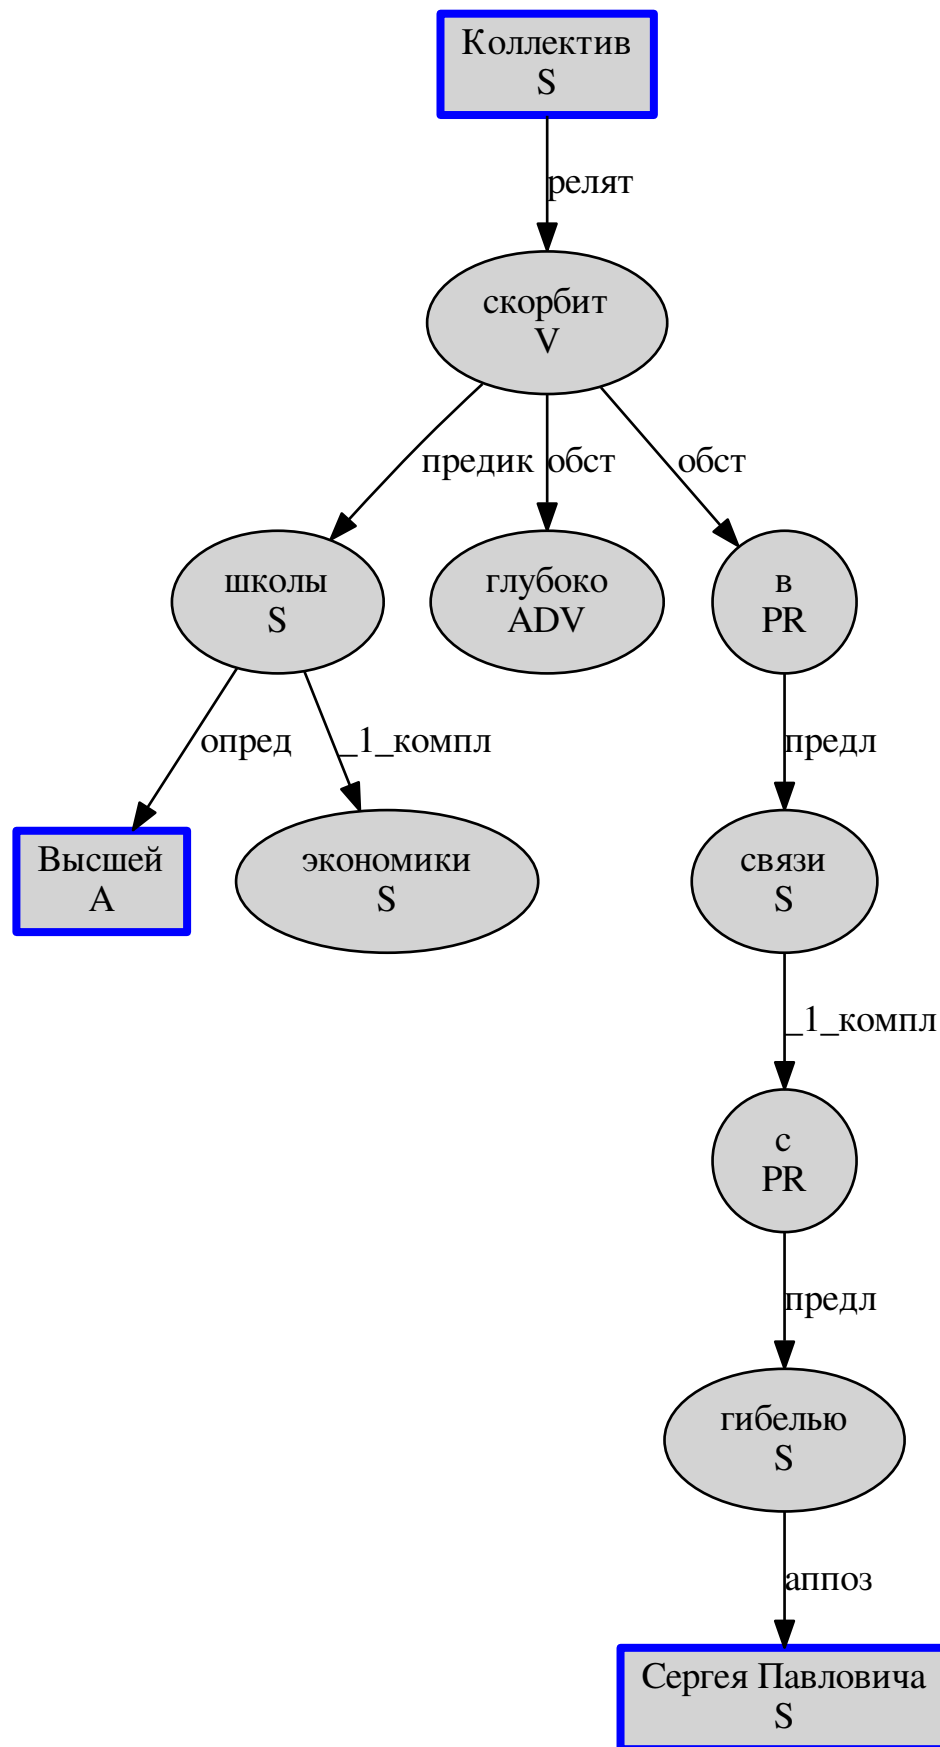 Коллектив
S
релят
скорбит
V
предик
обст
обст
школы
S
глубоко
ADV
в
PR
опред
_1_компл
предл
Высшей
A
экономики
S
связи
S
_1_компл
с
PR
предл
гибелью
S
аппоз
Сергея Павловича
S